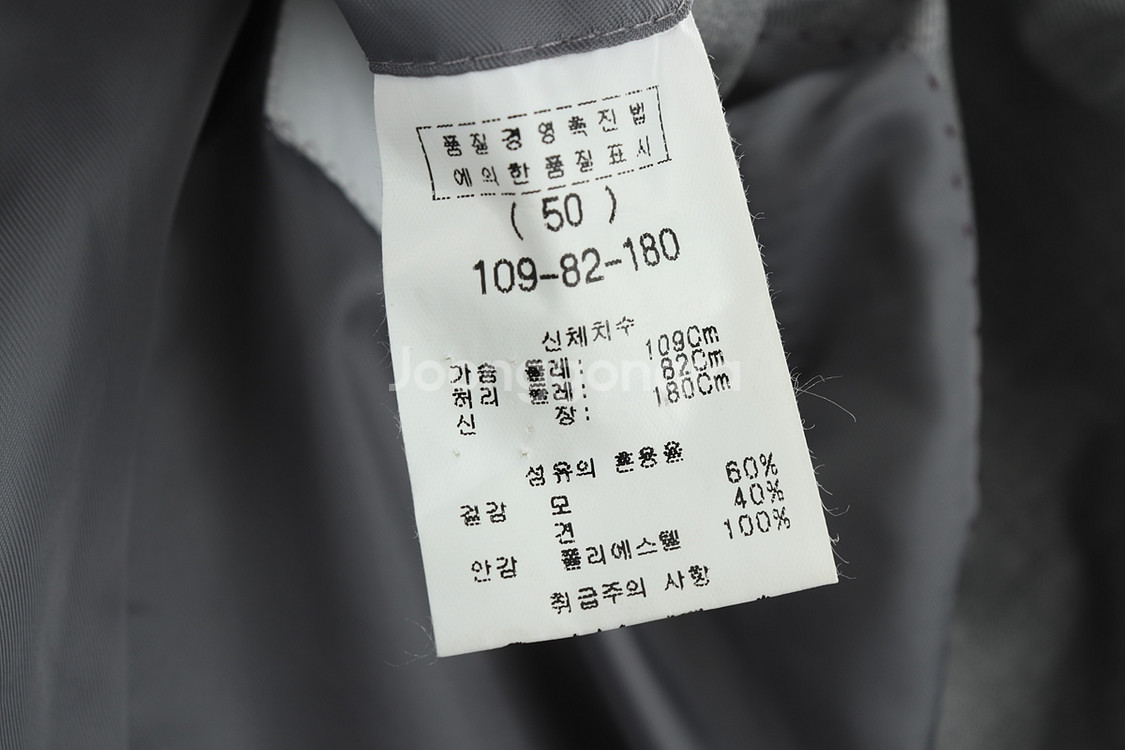 품질경영촉진법
에의한품질표시
( 50 )
109-82-180
신체치수
가슴 둘레: 109Cm
허리 둘레: 82Cm
신 장: 180Cm
섬유의 혼용율
겉감 모 60%
견 40%
안감 폴리에스텔 100%
취급주의 사항